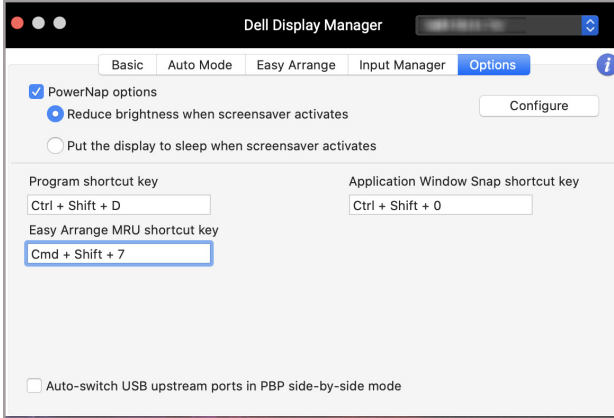 Dell Display Manager
Basic Auto Mode Easy Arrange Input Manager Options i
PowerNap options
Configure
Reduce brightness when screensaver activates
Put the display to sleep when screensaver activates
Program shortcut key Application Window Snap shortcut key
Ctrl + Shift + D Ctrl + Shift + 0
Easy Arrange MRU shortcut key
Cmd + Shift + 7
Auto-switch USB upstream ports in PBP side-by-side mode